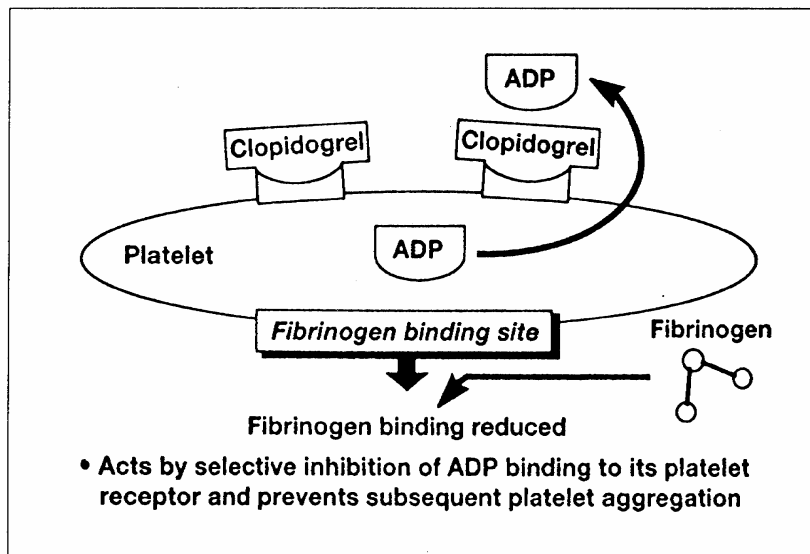 ADP
Clopidogrel
Clopidogrel
Platelet
ADP
Fibrinogen binding site
Fibrinogen
Fibrinogen binding reduced
• Acts by selective inhibition of ADP binding to its platelet
receptor and prevents subsequent platelet aggregation